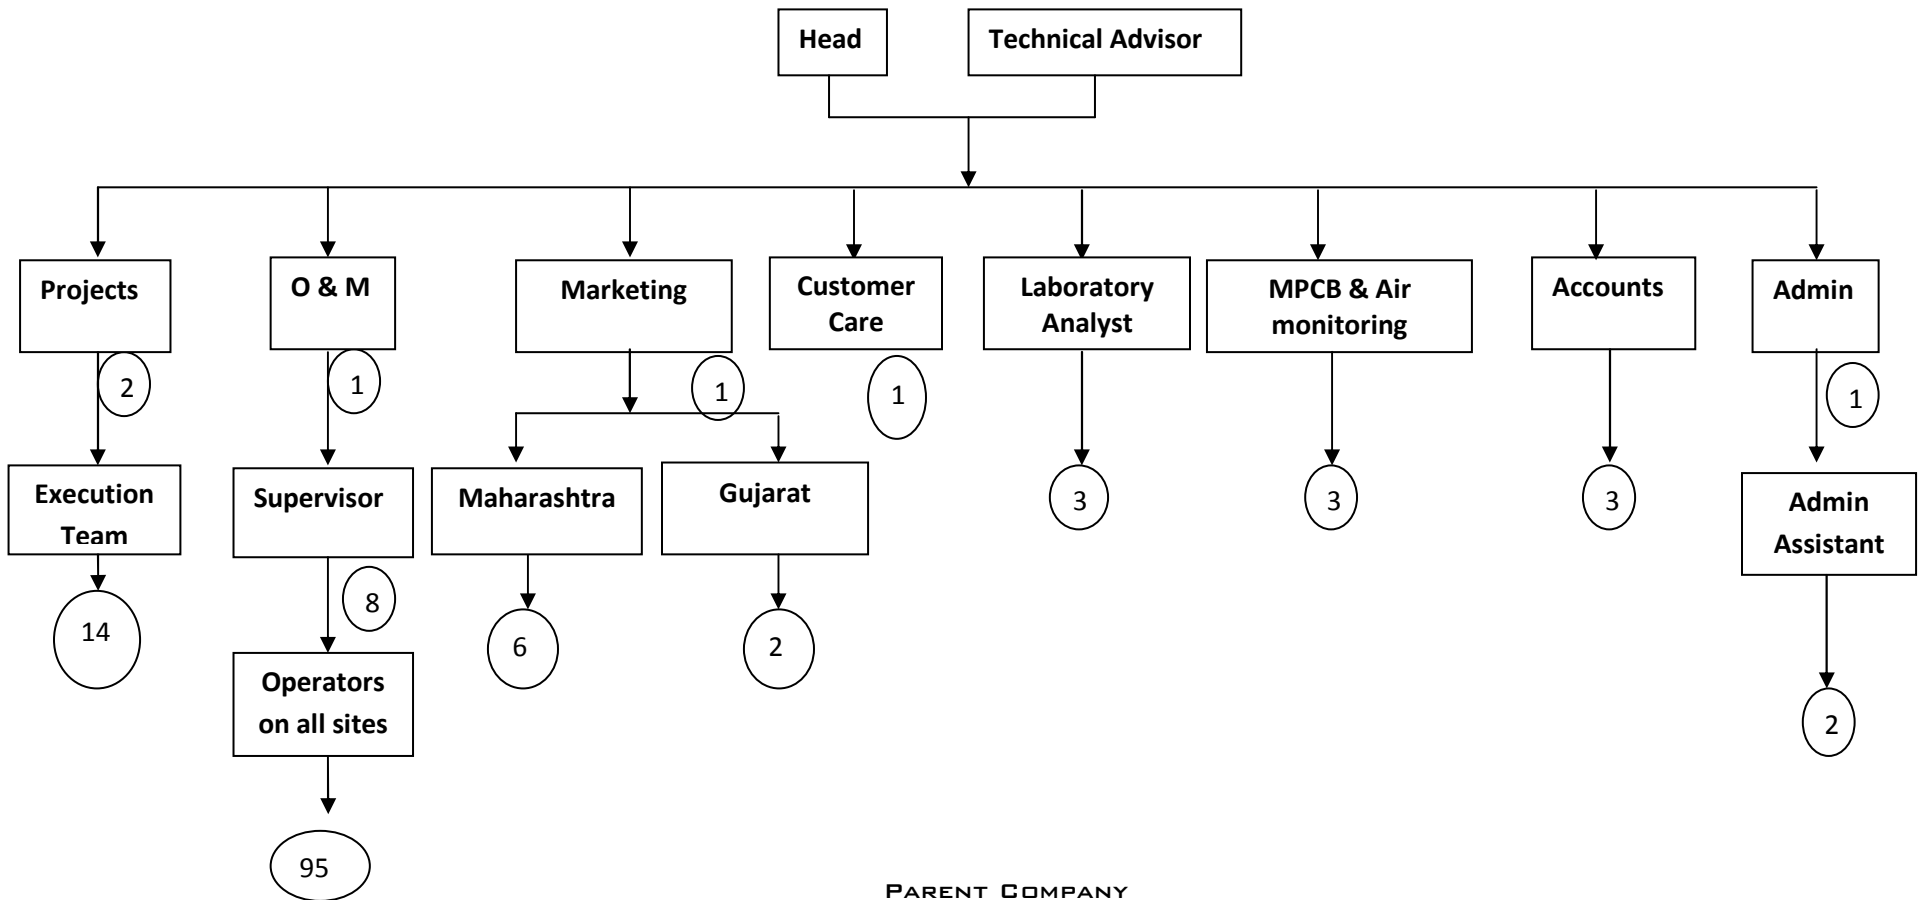 Head
Technical Advisor
Projects
O & M
Marketing
Customer
Care
Laboratory
Analyst
MPCB & Air
monitoring
Accounts
Admin
2
1
1
1
1
Execution
Team
Supervisor
Maharashtra
Gujarat
3
3
3
Admin
Assistant
14
8
6
2
Operators
on all sites
2
95
PARENT COMPANY